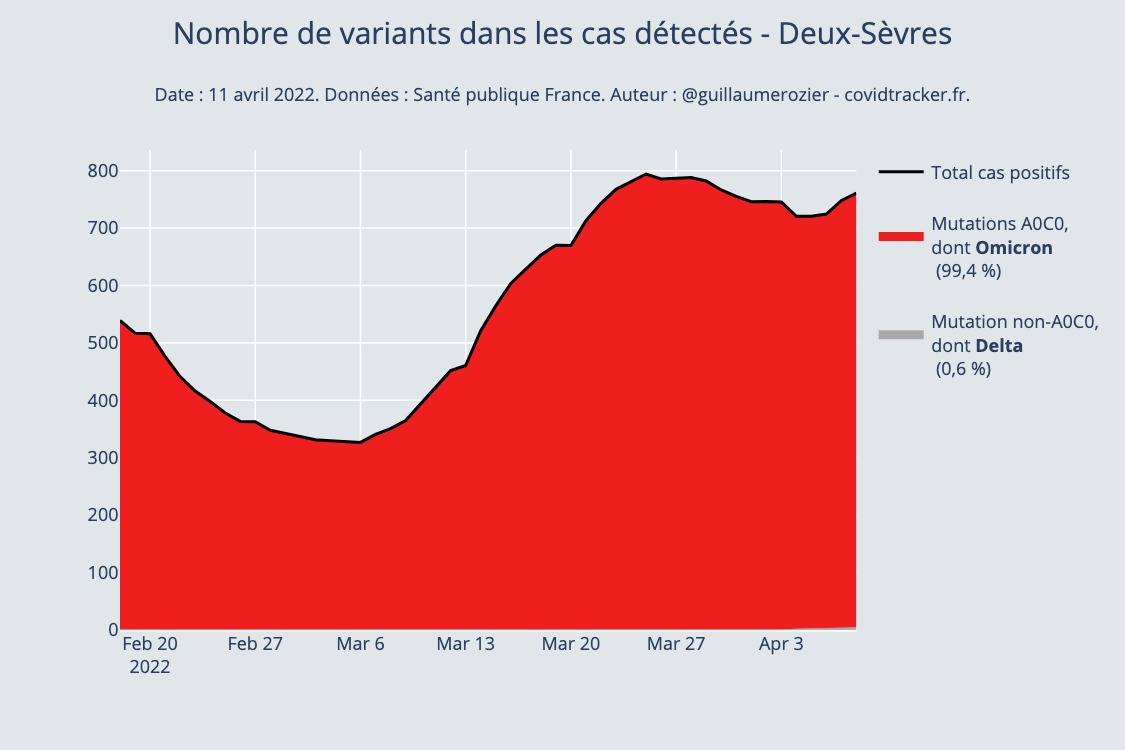 Nombre de variants dans les cas détectés - Deux-Sèvres
Date : 11 avril 2022. Données : Santé publique France. Auteur : @guillaumerozier - covidtracker.fr.
800
700
600
500
400
300
200
100
0
Feb 20
2022
Feb 27
Mar 6
Mar 13
Mar 20
Mar 27
Apr 3
Total cas positifs
Mutations A0C0,
dont Omicron
(99,4 %)
Mutation non-A0C0,
dont Delta
(0,6 %)